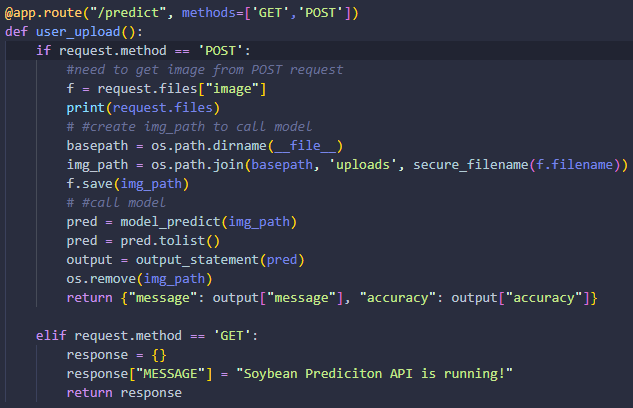 @app.route("/predict", methods=['GET','POST'])
def user_upload():
    if request.method == 'POST':
        #need to get image from POST request
        f = request.files["image"]
        print(request.files)
        # #create img_path to call model
        basepath = os.path.dirname(__file__)
        img_path = os.path.join(basepath, 'uploads', secure_filename(f.filename))
        f.save(img_path)
        # #call model
        pred = model_predict(img_path)
        pred = pred.tolist()
        output = output_statement(pred)
        os.remove(img_path)
        return {"message": output["message"], "accuracy": output["accuracy"]}

    elif request.method == 'GET':
        response = {}
        response["MESSAGE"] = "Soybean Prediciton API is running!"
        return response